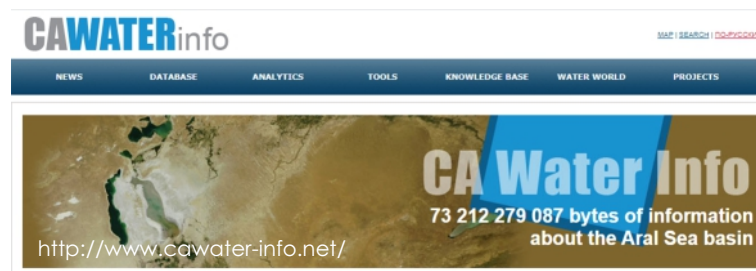 CAWATERinfo
MAP | SEARCH | ПО-РУССКИ
NEWS DATABASE ANALYTICS TOOLS KNOWLEDGE BASE WATER WORLD PROJECTS
CA Water Info
73 212 279 087 bytes of information
about the Aral Sea basin
http://www.cawater-info.net/